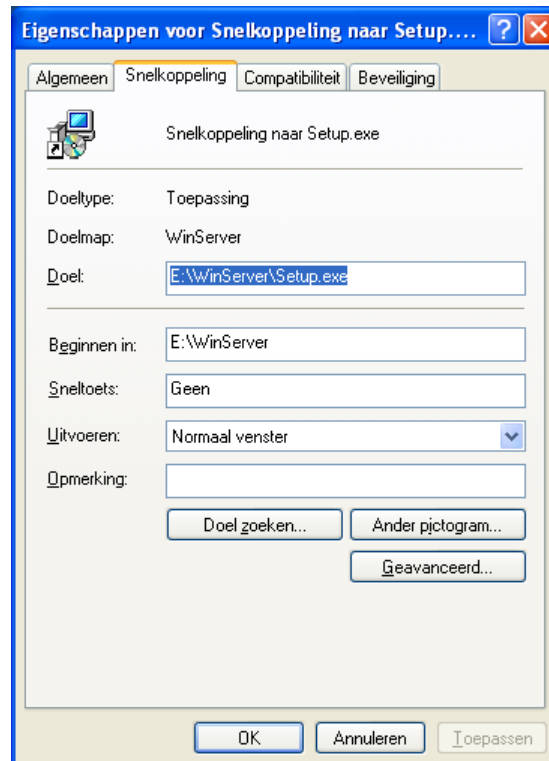 Eigenschappen voor Snelkoppeling naar Setup....
Algemeen Snelkoppeling Compatibiliteit Beveiliging
Snelkoppeling naar Setup.exe
Doeltype: Toepassing
Doelmap: WinServer
Doel: E:\WinServer\Setup.exe
Beginnen in: E:\WinServer
Sneltoets: Geen
Uitvoeren: Normaal venster
Opmerking:
Doel zoeken... Ander pictogram...
Geavanceerd...
OK Annuleren Toepassen